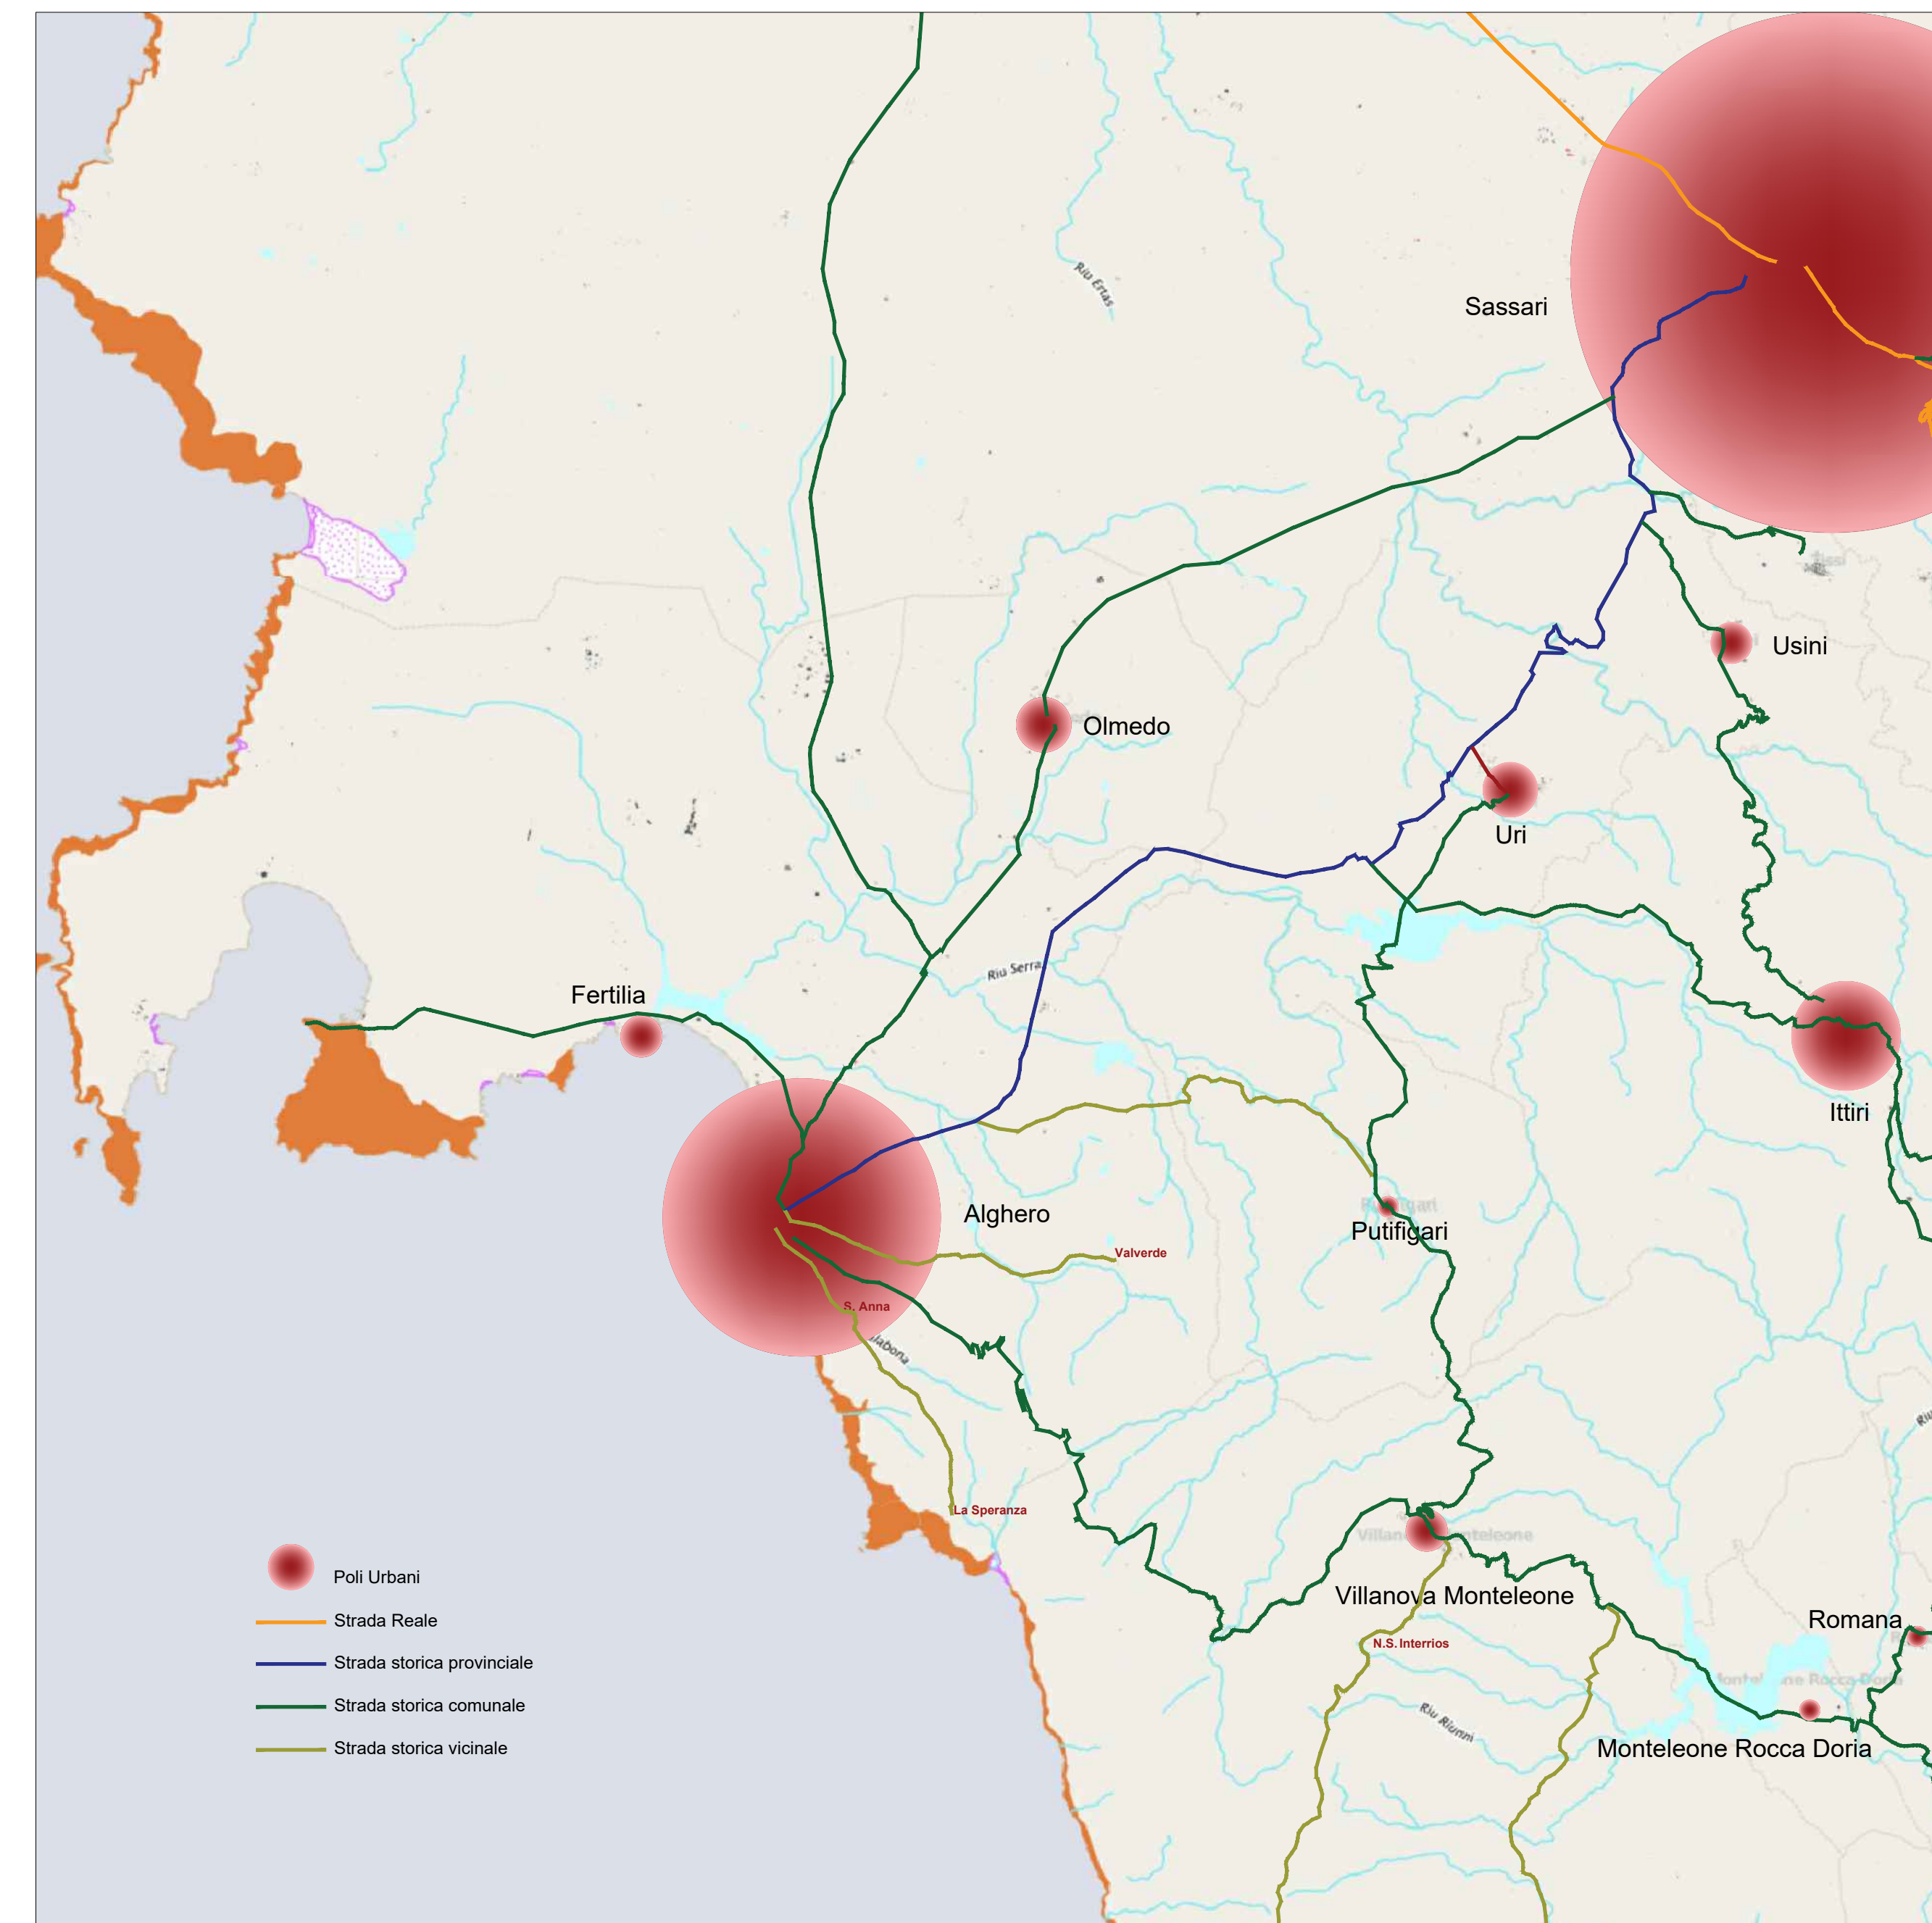 Riu Ertas
Sassari
Usini
Olmedo
Uri
Riu Serra
Fertilia
Ittiri
Alghero
Putifigari
Valverde
S. Anna
La Speranza
Villanova Monteleone
N.S. Interrios
Romana
Riu Riunni
Monteleone Rocca Doria
Poli Urbani
Strada Reale
Strada storica provinciale
Strada storica comunale
Strada storica vicinale